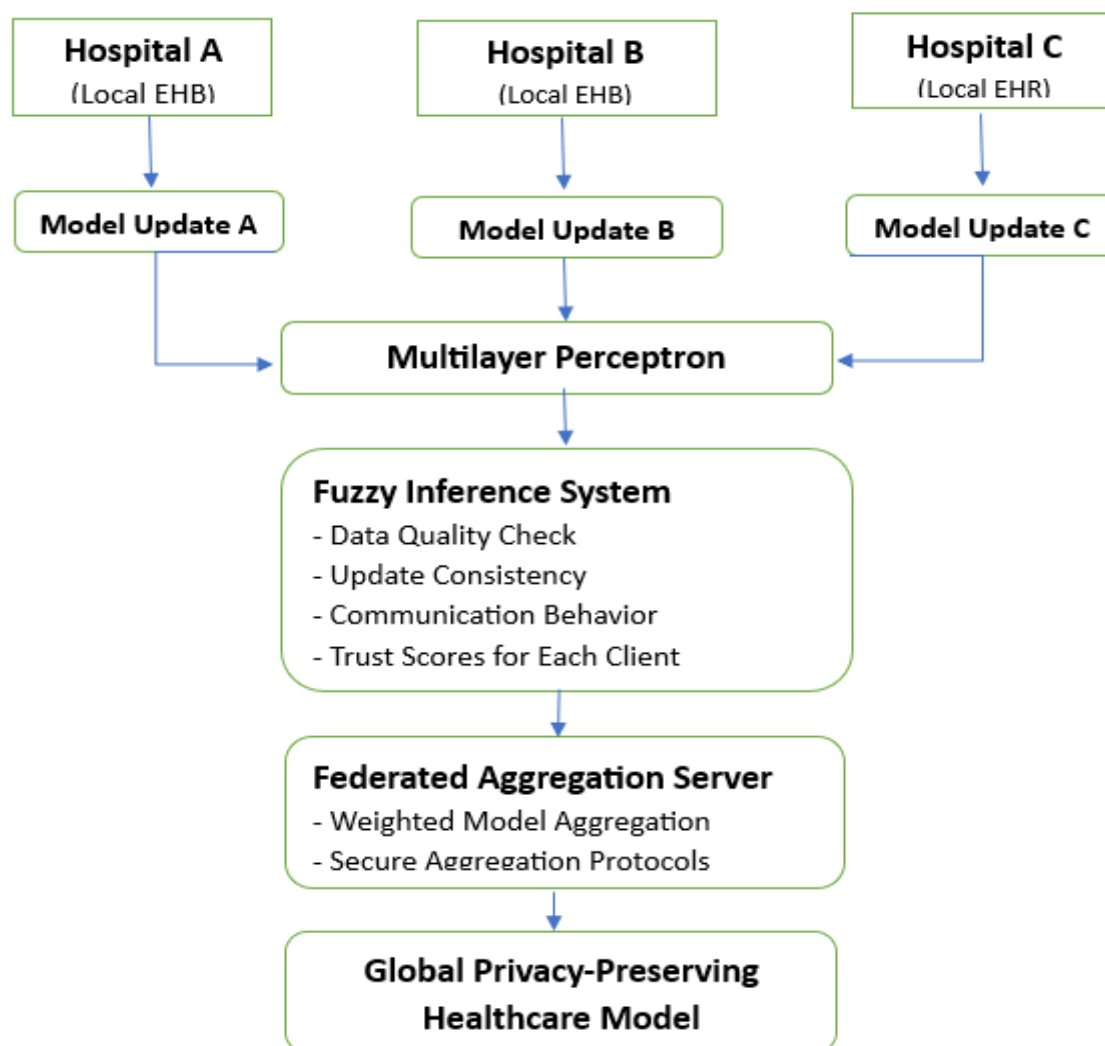 Hospital A
(Local EHB)
Hospital B
(Local EHB)
Hospital C
(Local EHR)
Model Update A
Model Update B
Model Update C
Multilayer Perceptron
Fuzzy Inference System
- Data Quality Check
- Update Consistency
- Communication Behavior
- Trust Scores for Each Client
Federated Aggregation Server
- Weighted Model Aggregation
- Secure Aggregation Protocols
Global Privacy-Preserving
Healthcare Model